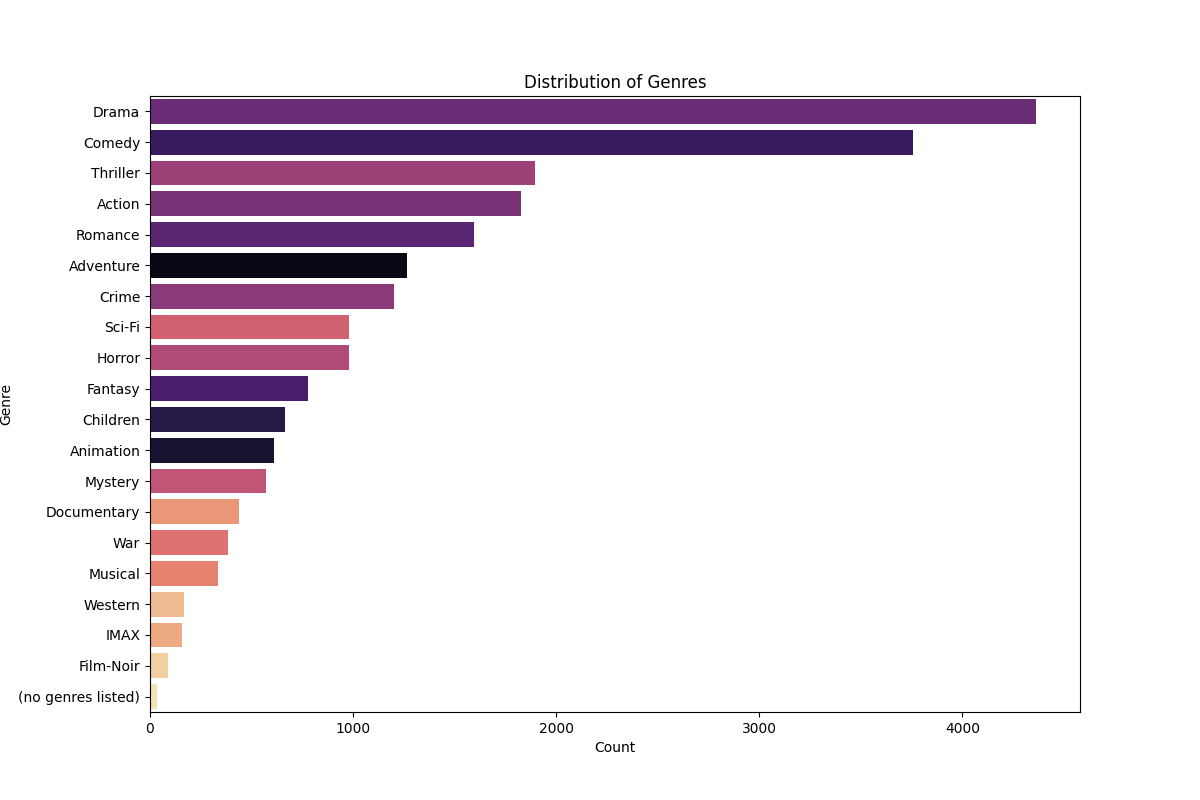 Distribution of Genres
Genre
Drama
Comedy
Thriller
Action
Romance
Adventure
Crime
Sci-Fi
Horror
Fantasy
Children
Animation
Mystery
Documentary
War
Musical
Western
IMAX
Film-Noir
(no genres listed)
0 1000 2000 3000 4000
Count